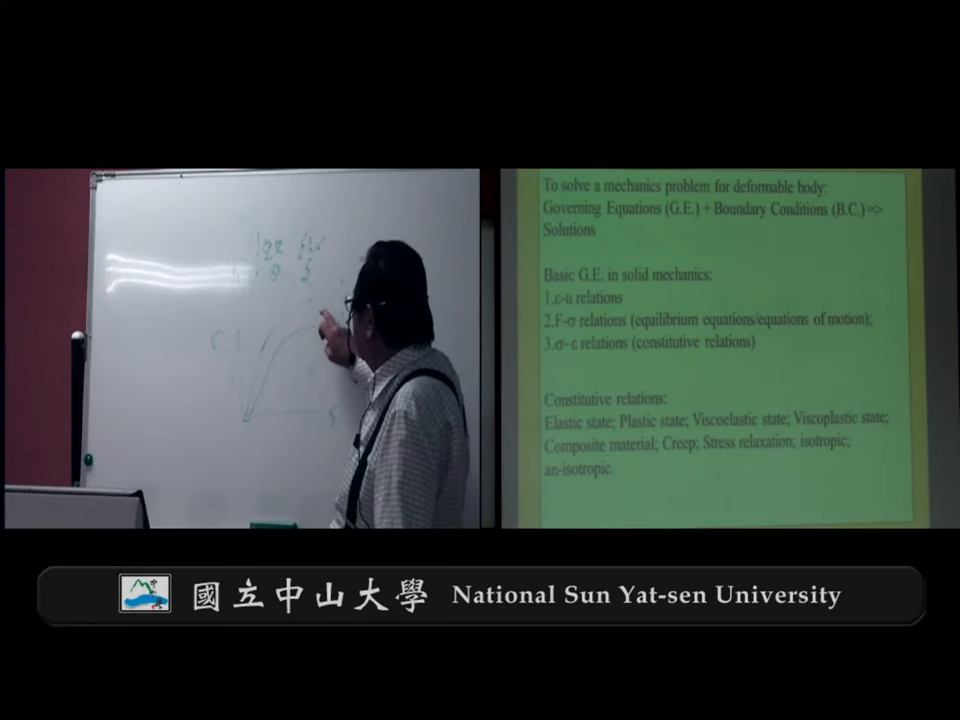 To solve a mechanics problem for deformable body:
Governing Equations (G.E.) + Boundary Conditions (B.C.) =>
Solutions
Basic G.E. in solid mechanics:
1.ε-u relations
2.F-σ relations (equilibrium equations/equations of motion);
3.σ-ε relations (constitutive relations)
Constitutive relations:
Elastic state; Plastic state; Viscoelastic state; Viscoplastic state;
Composite material; Creep; Stress relaxation; isotropic;
an-isotropic.
國立中山大學 National Sun Yat-sen University